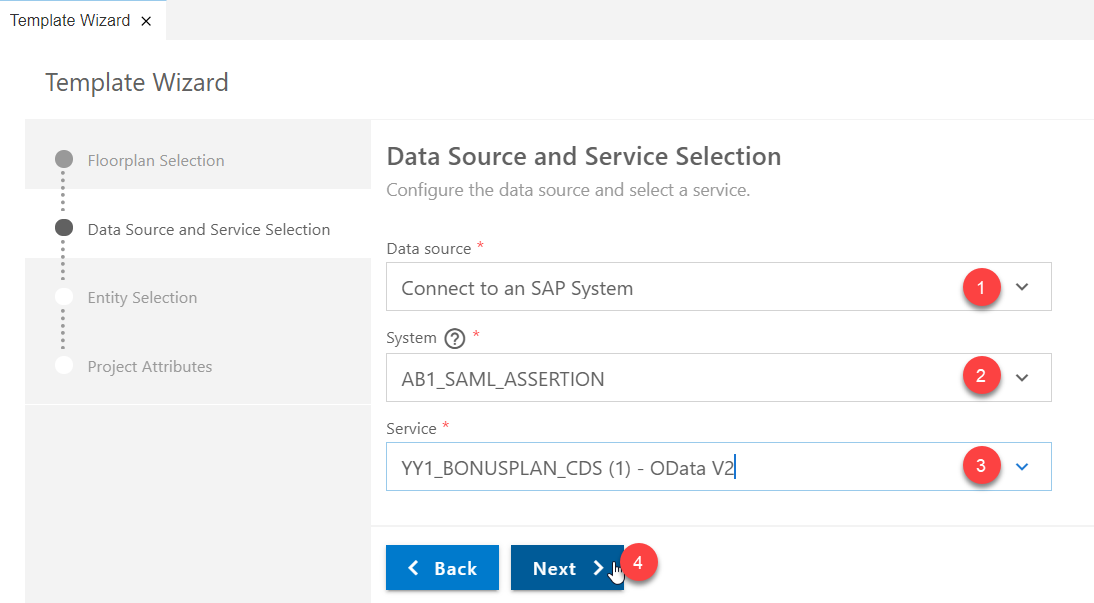 Template Wizard ×
Template Wizard
Floorplan Selection
Data Source and Service Selection
Entity Selection
Project Attributes
Data Source and Service Selection
Configure the data source and select a service.
Data source *
Connect to an SAP System 1
System ? *
AB1_SAML_ASSERTION 2
Service *
YY1_BONUSPLAN_CDS (1) - OData V2 3
Back Next 4